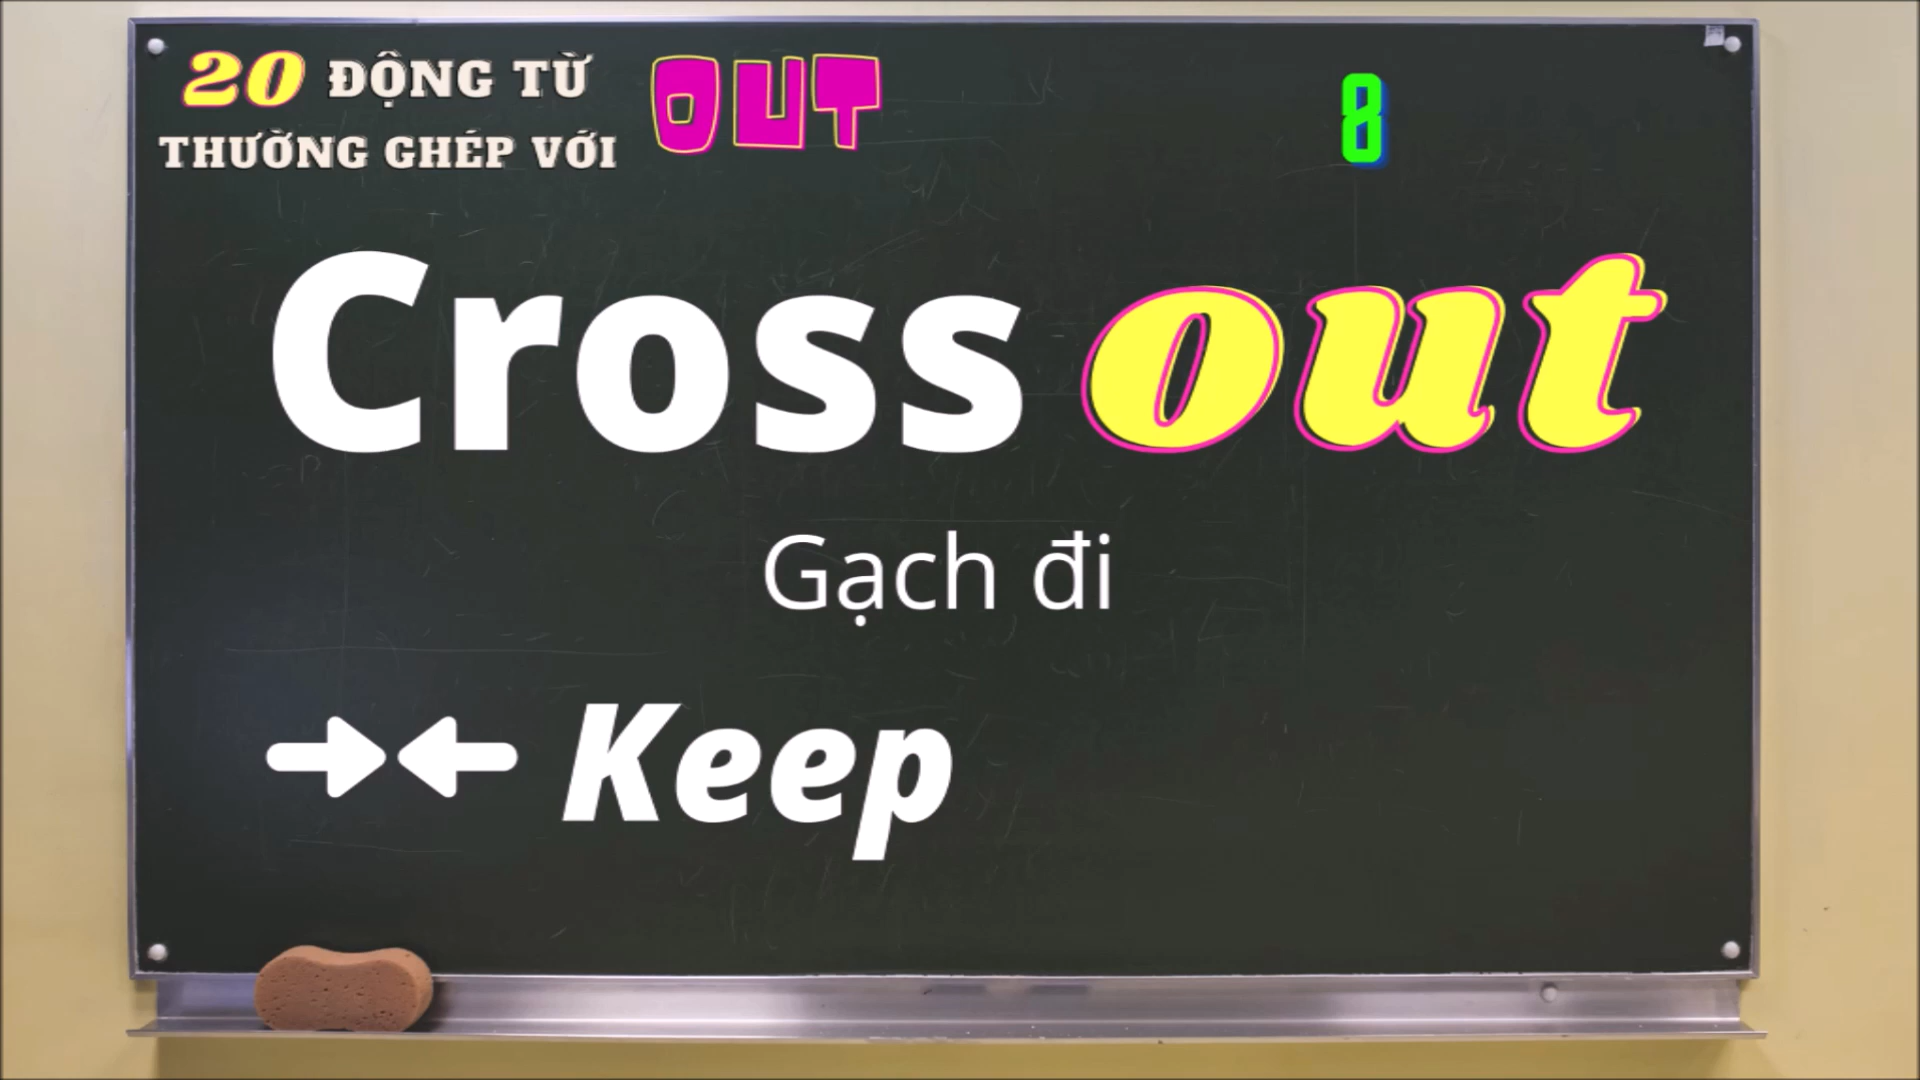 20 ĐỘNG TỪ
THƯỜNG GHÉP VỚI
OUT
8
Cross out
Gạch đi
Keep